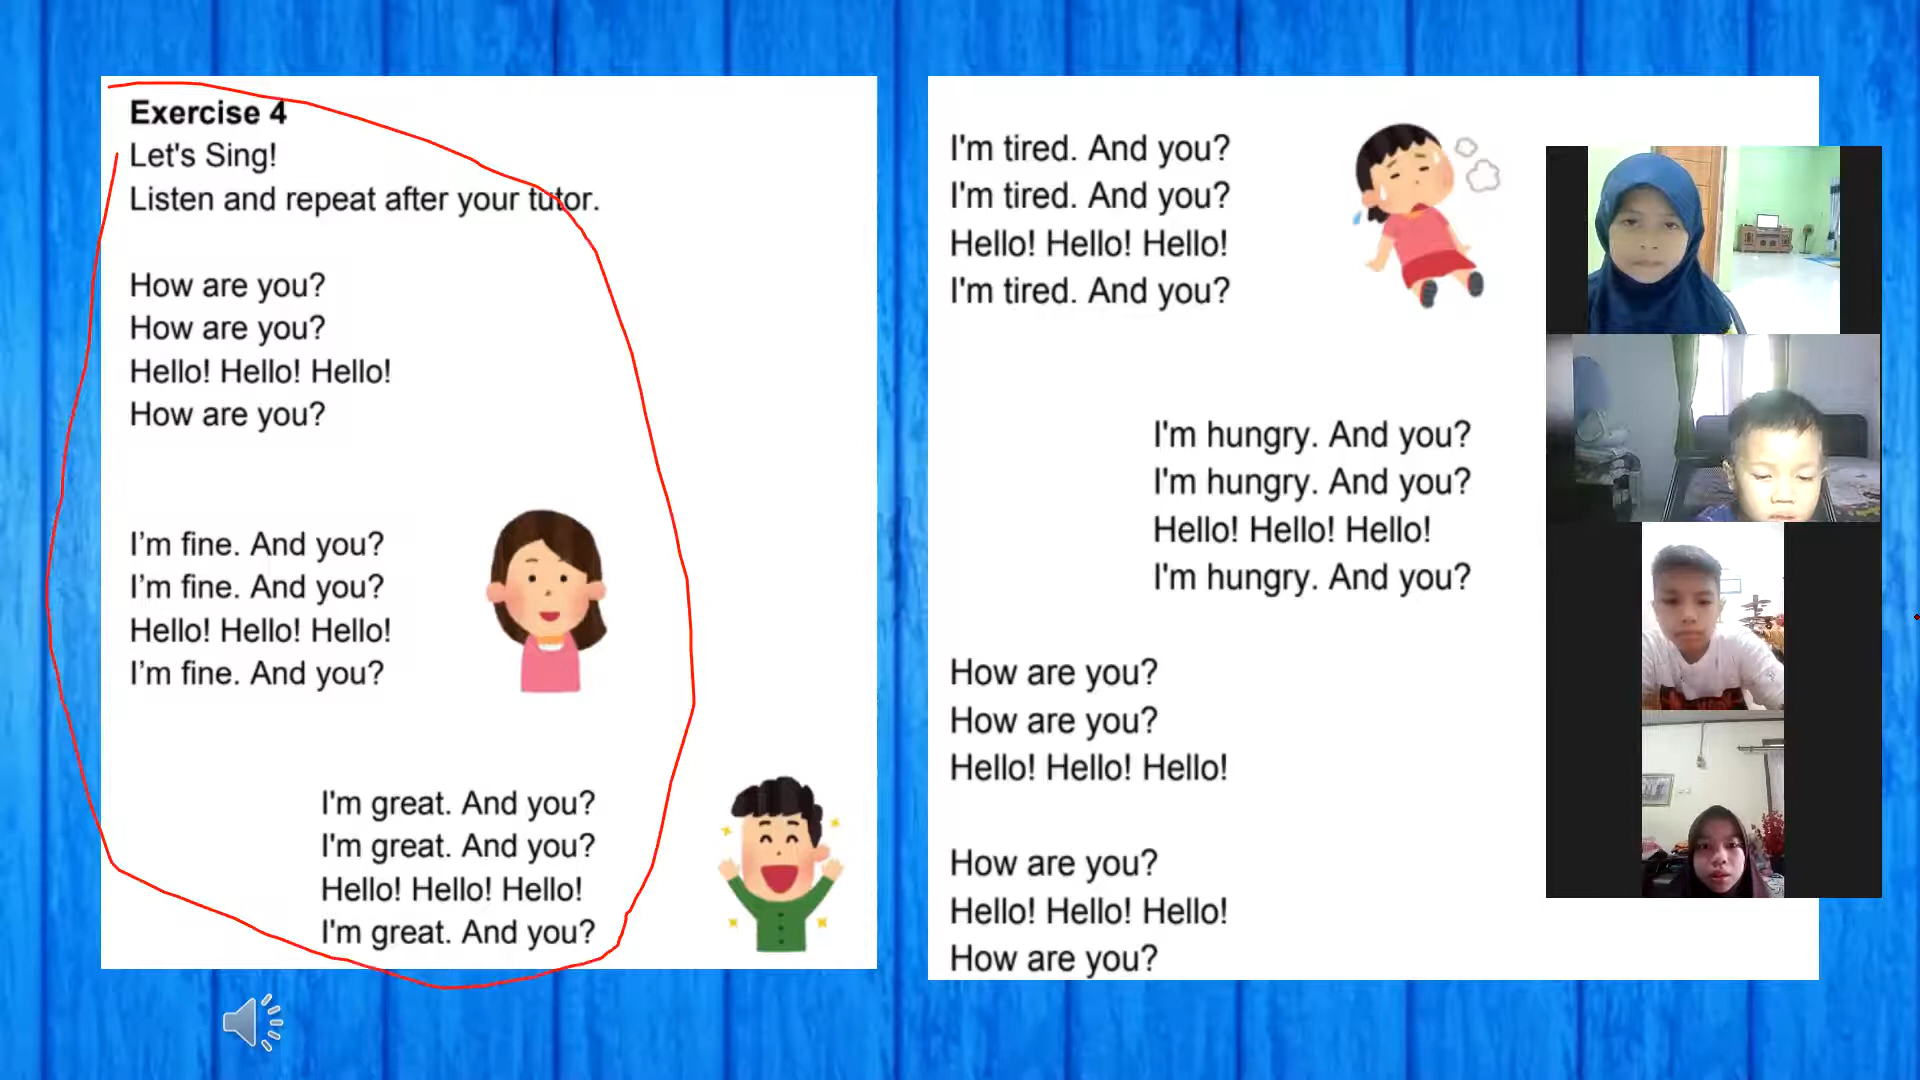 Exercise 4
Let's Sing!
Listen and repeat after your tutor.
How are you?
How are you?
Hello! Hello! Hello!
How are you?
I’m fine. And you?
I’m fine. And you?
Hello! Hello! Hello!
I’m fine. And you?
I'm great. And you?
I'm great. And you?
Hello! Hello! Hello!
I'm great. And you?
I'm tired. And you?
I'm tired. And you?
Hello! Hello! Hello!
I'm tired. And you?
I'm hungry. And you?
I'm hungry. And you?
Hello! Hello! Hello!
I'm hungry. And you?
How are you?
How are you?
Hello! Hello! Hello!
How are you?
Hello! Hello! Hello!
How are you?